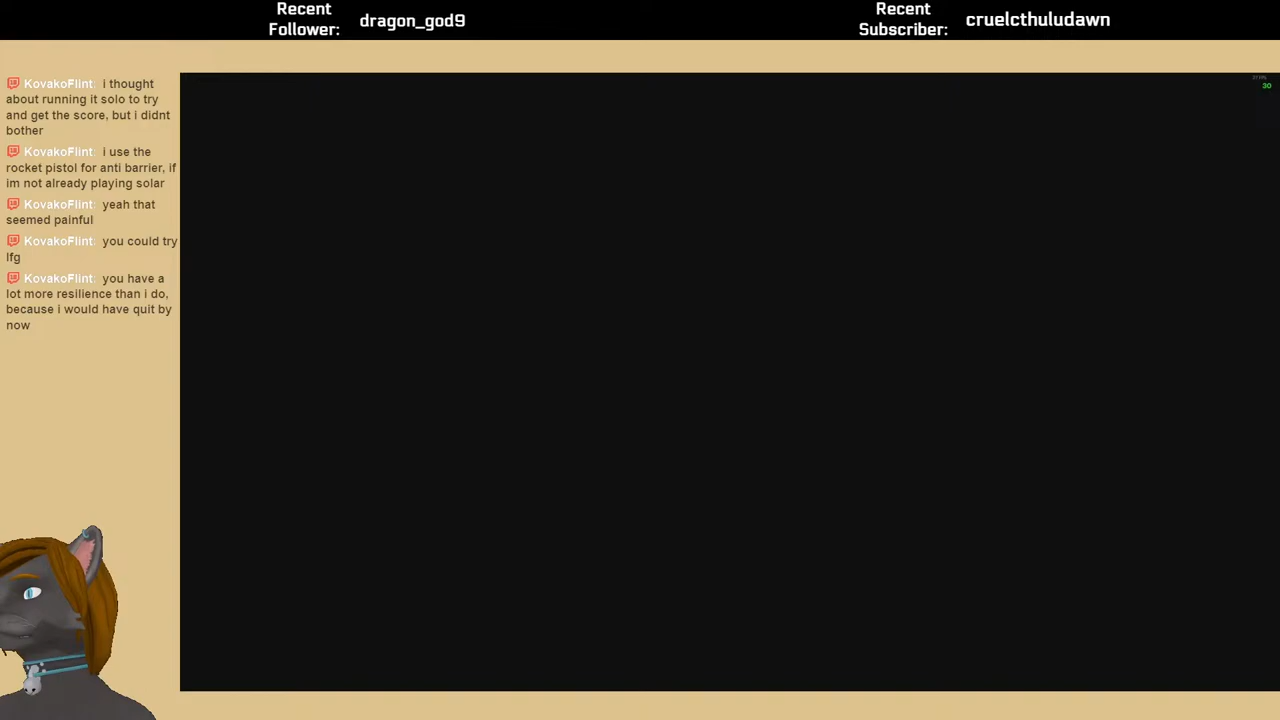 Recent
Follower:
dragon_god9
Recent
Subscriber:
cruelcthuludawn
KovakoFlint: i thought
about running it solo to try
and get the score, but i didnt
bother
KovakoFlint: i use the
rocket pistol for anti barrier, if
im not already playing solar
KovakoFlint: yeah that
seemed painful
KovakoFlint: you could try
lfg
KovakoFlint: you have a
lot more resilience than i do,
because i would have quit by
now
30